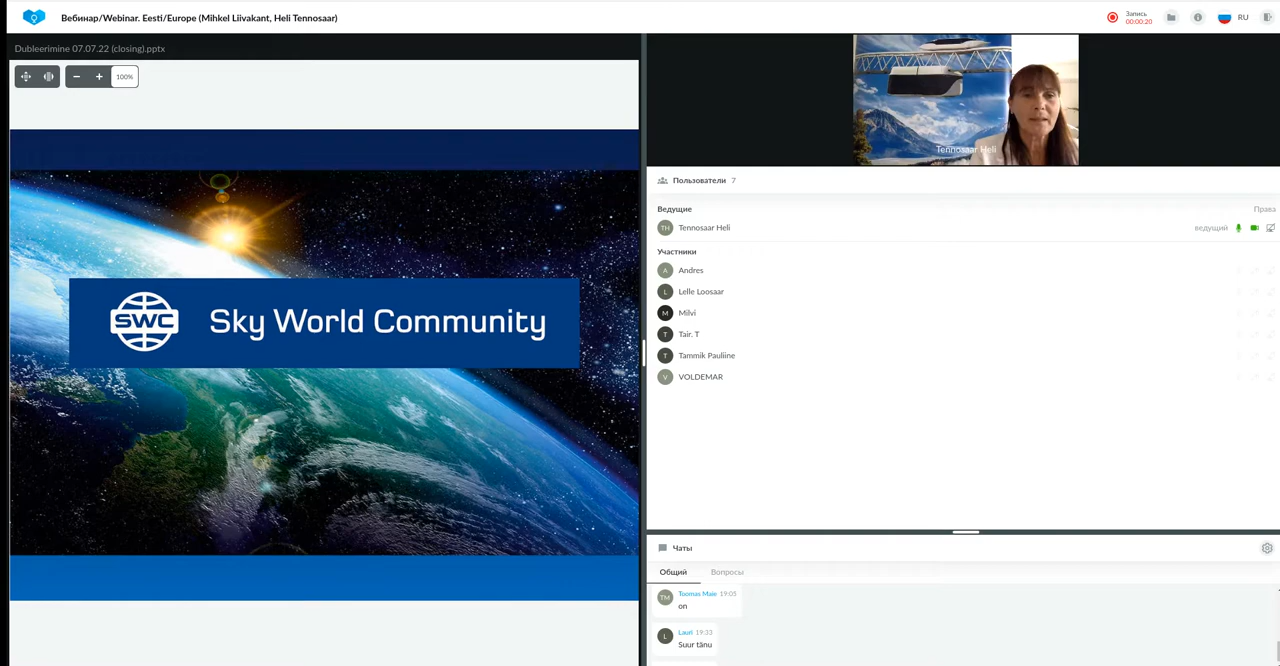 Вебинар/Webinar. Eesti/Europe (Mihkel Liivakant, Heli Tennosaar)
Запись
00:00:20
RU
Dubleerimine 07.07.22 (closing).pptx
100%
SWC
Sky World Community
Tennosaar Heli
Пользователи 7
Ведущие
Права
TH
Tennosaar Heli
ведущий
Участники
A
Andres
L
Lelle Loosaar
M
Milvi
T
Tair. T
T
Tammik Pauliine
V
VOLDEMAR
Чаты
Общий
Вопросы
TM
Toomas Maie 19:05
on
L
Lauri 19:33
Suur tänu